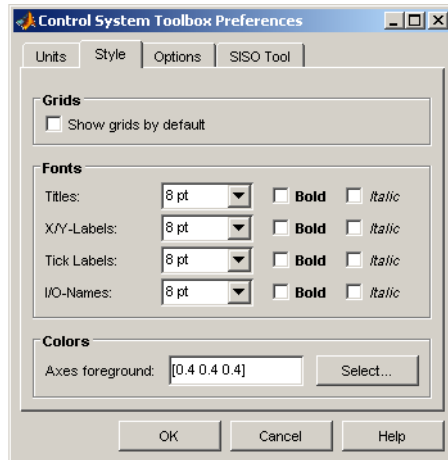 Control System Toolbox Preferences
Units Style Options SISO Tool
Grids
Show grids by default
Fonts
Titles: 8 pt Bold Italic
X/Y-Labels: 8 pt Bold Italic
Tick Labels: 8 pt Bold Italic
I/O-Names: 8 pt Bold Italic
Colors
Axes foreground: [0.4 0.4 0.4] Select...
OK Cancel Help